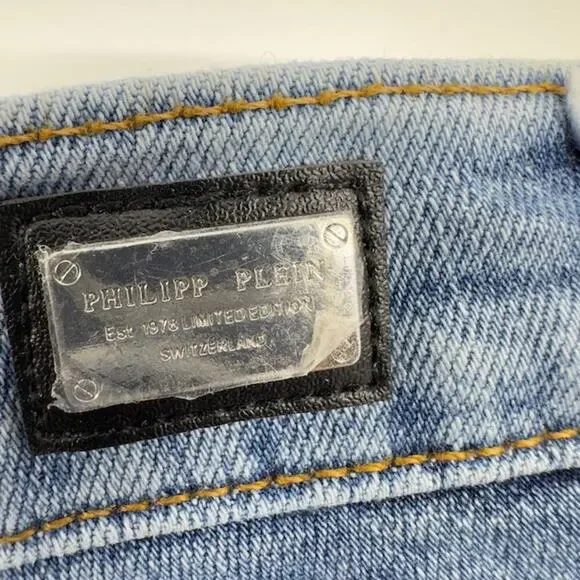 PHILIPP PLEIN
Est 1978 LIMITED EDITION
SWITZERLAND